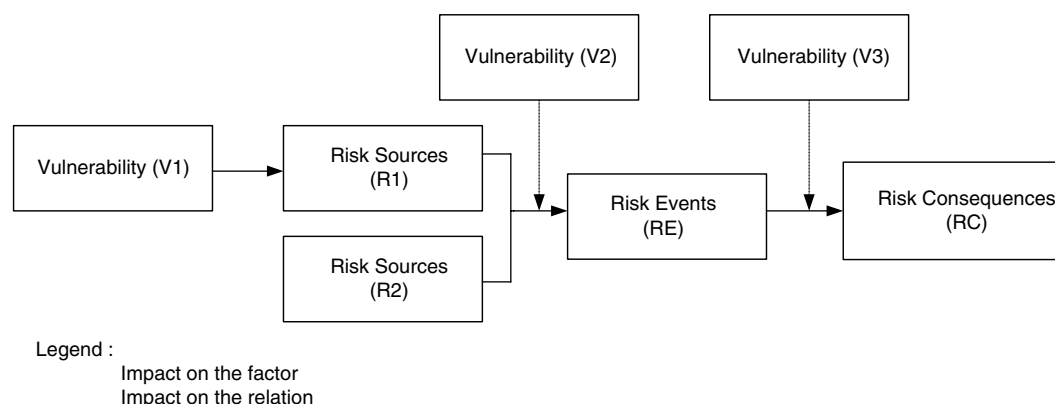 Vulnerability (V2)
Vulnerability (V3)
Vulnerability (V1)
Risk Sources
(R1)
Risk Events
(RE)
Risk Consequences
(RC)
Risk Sources
(R2)
Legend :
Impact on the factor
Impact on the relation